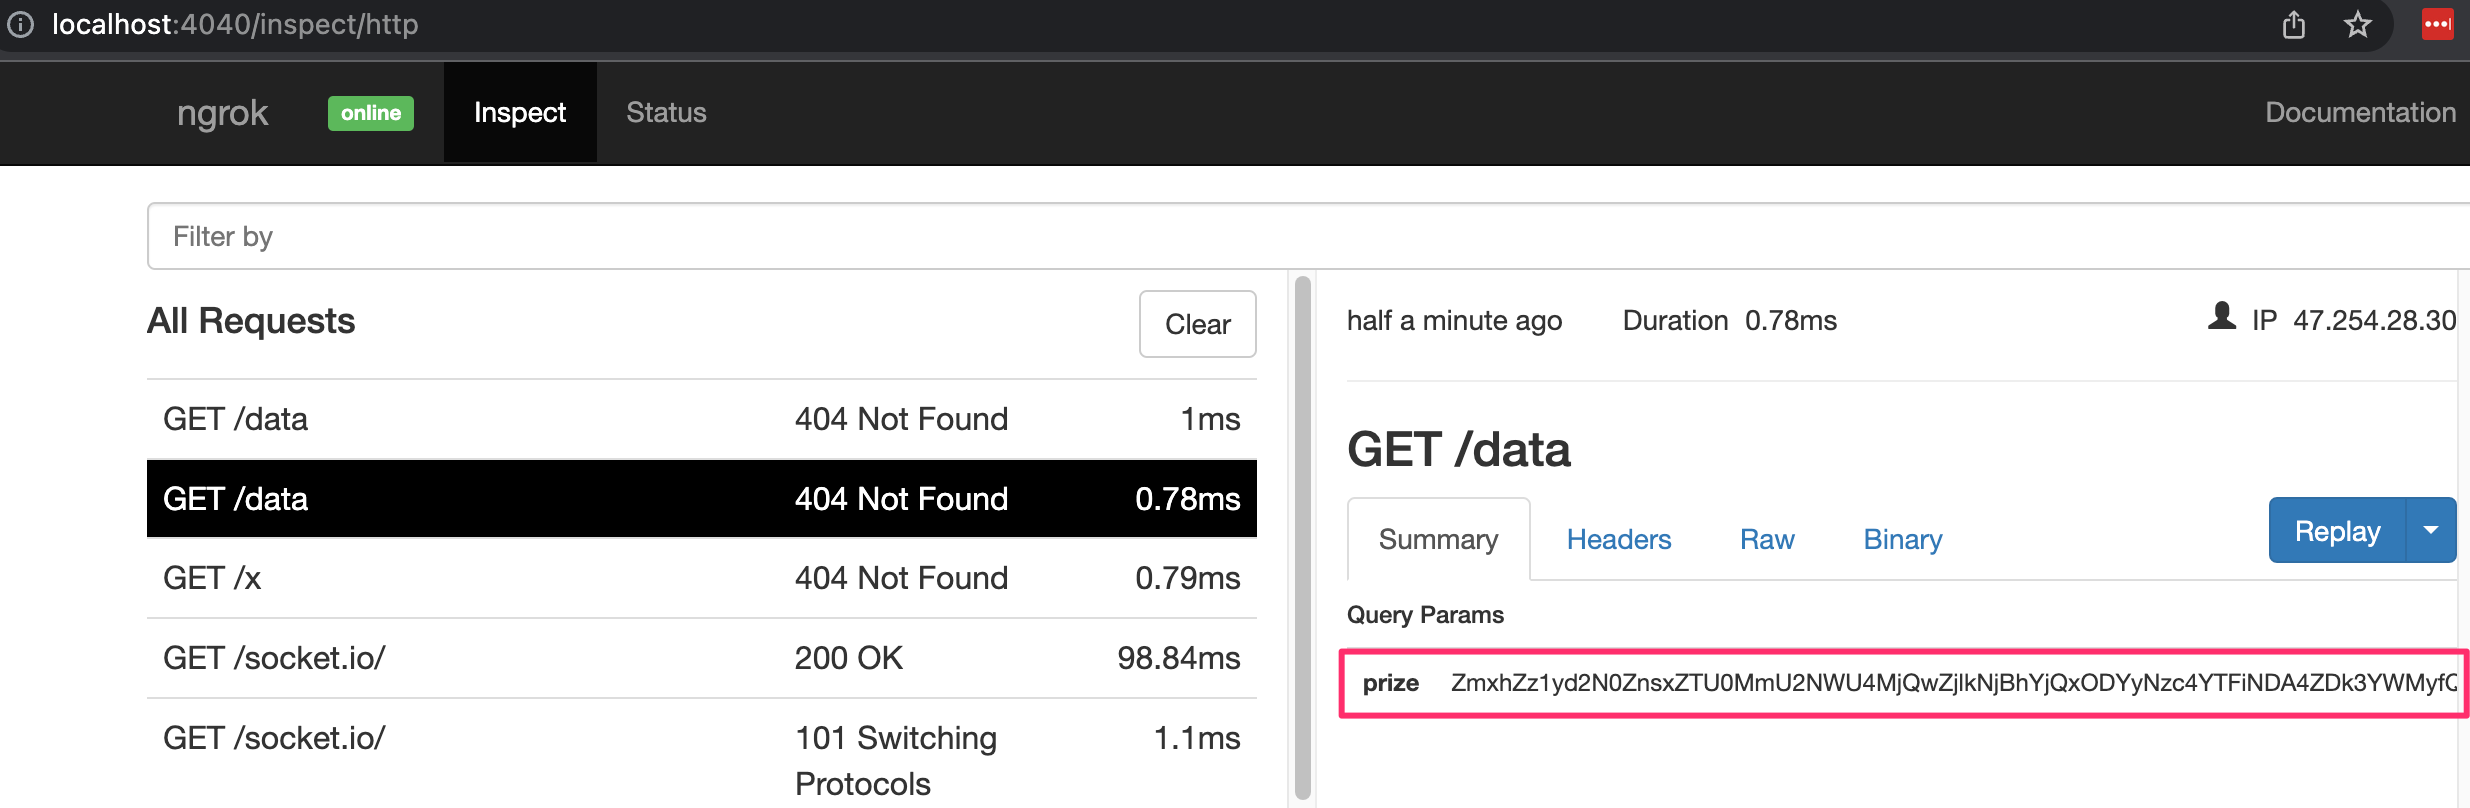 localhost:4040/inspect/http
ngrok online Inspect Status Documentation
Filter by
All Requests Clear
GET /data 404 Not Found 1ms
GET /data 404 Not Found 0.78ms
GET /x 404 Not Found 0.79ms
GET /socket.io/ 200 OK 98.84ms
GET /socket.io/ 101 Switching Protocols 1.1ms
half a minute ago Duration 0.78ms IP 47.254.28.30
GET /data
Summary Headers Raw Binary Replay
Query Params
prize ZmxhZz1yd2N0ZnsxZTU0MmU2NWU4MjQwZjlkNjBhYjQxODYyNzc4YTFiNDA4ZDk3YWMyfQ